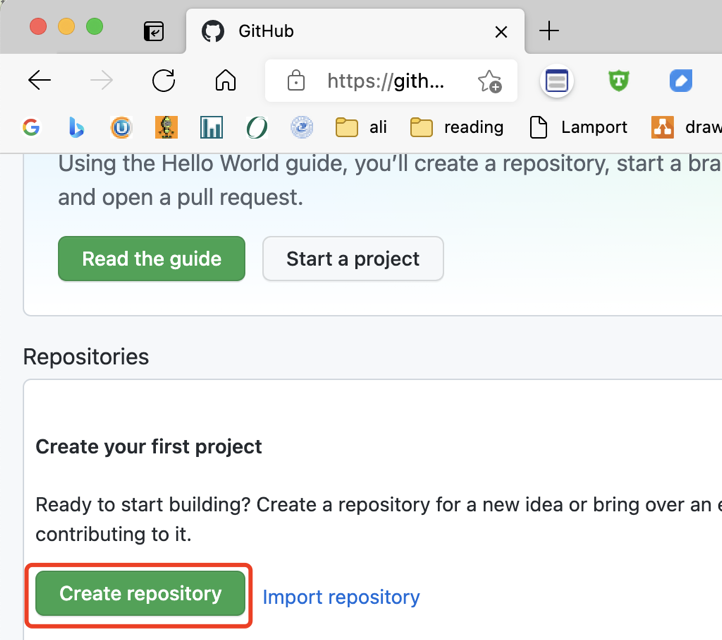 GitHub
https://gith...
ali
reading
Lamport
draw
Using the Hello World guide, you’ll create a repository, start a bra
and open a pull request.
Read the guide
Start a project
Repositories
Create your first project
Ready to start building? Create a repository for a new idea or bring over an e
contributing to it.
Create repository
Import repository